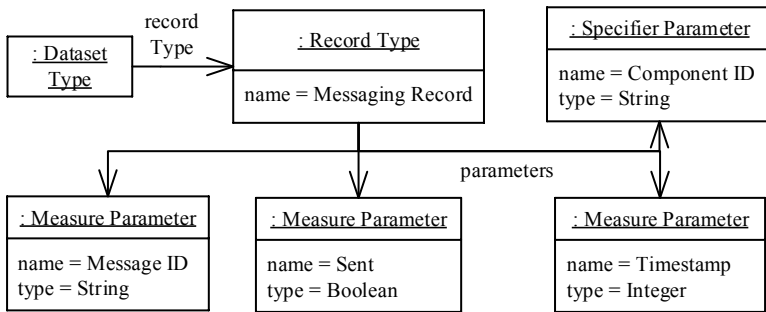 record
Type
: Dataset
Type
: Record Type
name = Messaging Record
: Specifier Parameter
name = Component ID
type = String
parameters
: Measure Parameter
name = Message ID
type = String
: Measure Parameter
name = Sent
type = Boolean
: Measure Parameter
name = Timestamp
type = Integer